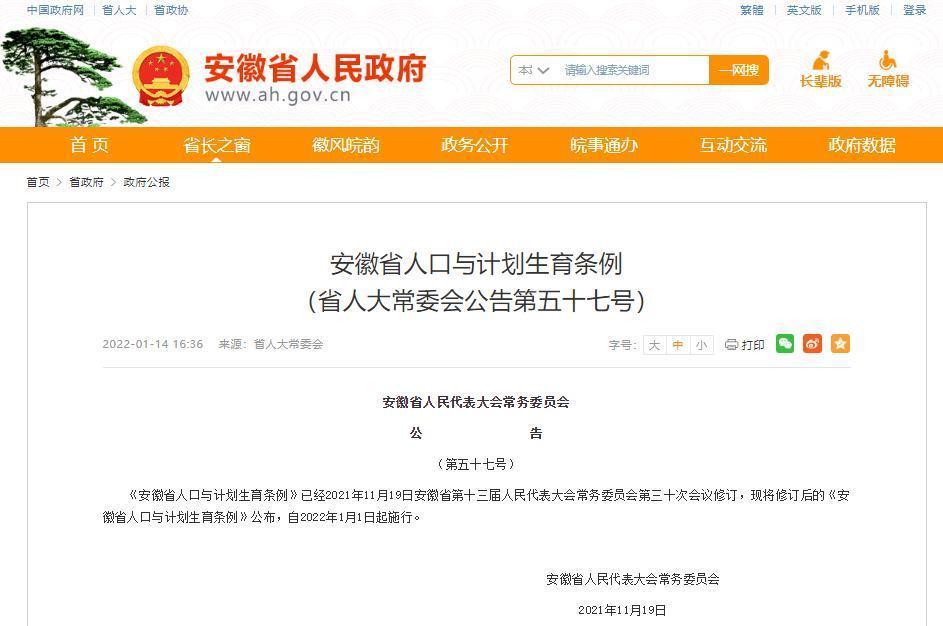 中国政府网 省人大 省政协 繁體 英文版 手机版 登录
安徽省人民政府
www.ah.gov.cn
本 请输入搜索关键词 一网搜
长辈版 无障碍
首页 省长之窗 徽风皖韵 政务公开 皖事通办 互动交流 政府数据
首页 > 省政府 > 政府公报
安徽省人口与计划生育条例
（省人大常委会公告第五十七号）
2022-01-14 16:36 来源：省人大常委会 字号：大 中 小 打印
安徽省人民代表大会常务委员会
公 告
（第五十七号）
《安徽省人口与计划生育条例》已经2021年11月19日安徽省第十三届人民代表大会常务委员会第三十次会议修订，现将修订后的《安
徽省人口与计划生育条例》公布，自2022年1月1日起施行。
安徽省人民代表大会常务委员会
2021年11月19日